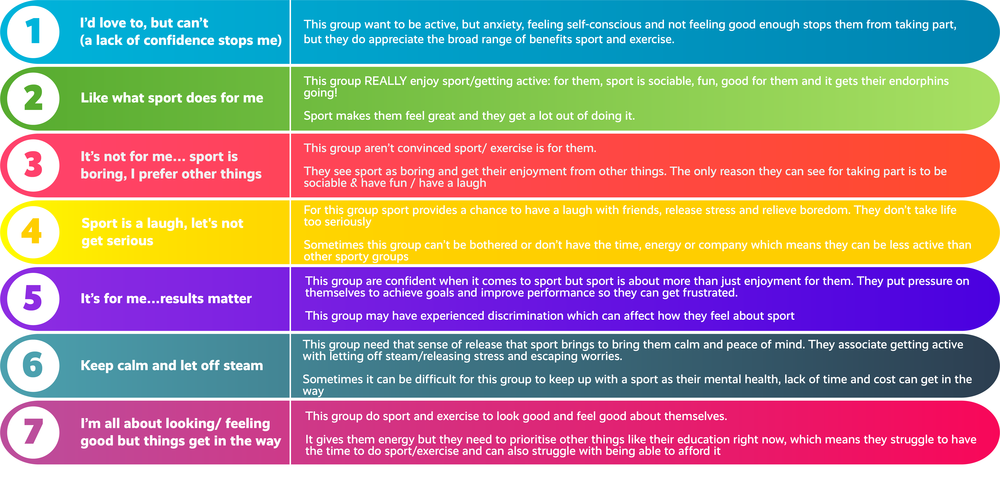 1
I’d love to, but can’t
(a lack of confidence stops me)
This group want to be active, but anxiety, feeling self-conscious and not feeling good enough stops them from taking part,
but they do appreciate the broad range of benefits sport and exercise.
2
Like what sport does for me
This group REALLY enjoy sport/getting active: for them, sport is sociable, fun, good for them and it gets their endorphins
going!
Sport makes them feel great and they get a lot out of doing it.
3
It’s not for me... sport is
boring, I prefer other things
This group aren’t convinced sport/ exercise is for them.
They see sport as boring and get their enjoyment from other things. The only reason they can see for taking part is to be
sociable & have fun / have a laugh
4
Sport is a laugh, let's not
get serious
For this group sport provides a chance to have a laugh with friends, release stress and relieve boredom. They don’t take life
too seriously
Sometimes this group can’t be bothered or don’t have the time, energy or company which means they can be less active than
other sporty groups
5
It’s for me...results matter
This group are confident when it comes to sport but sport is about more than just enjoyment for them. They put pressure on
themselves to achieve goals and improve performance so they can get frustrated.
This group may have experienced discrimination which can affect how they feel about sport
6
Keep calm and let off steam
This group need that sense of release that sport brings to bring them calm and peace of mind. They associate getting active
with letting off steam/releasing stress and escaping worries.
Sometimes it can be difficult for this group to keep up with a sport as their mental health, lack of time and cost can get in the
way
7
I’m all about looking/ feeling
good but things get in the way
This group do sport and exercise to look good and feel good about themselves.
It gives them energy but they need to prioritise other things like their education right now, which means they struggle to have
the time to do sport/exercise and can also struggle with being able to afford it